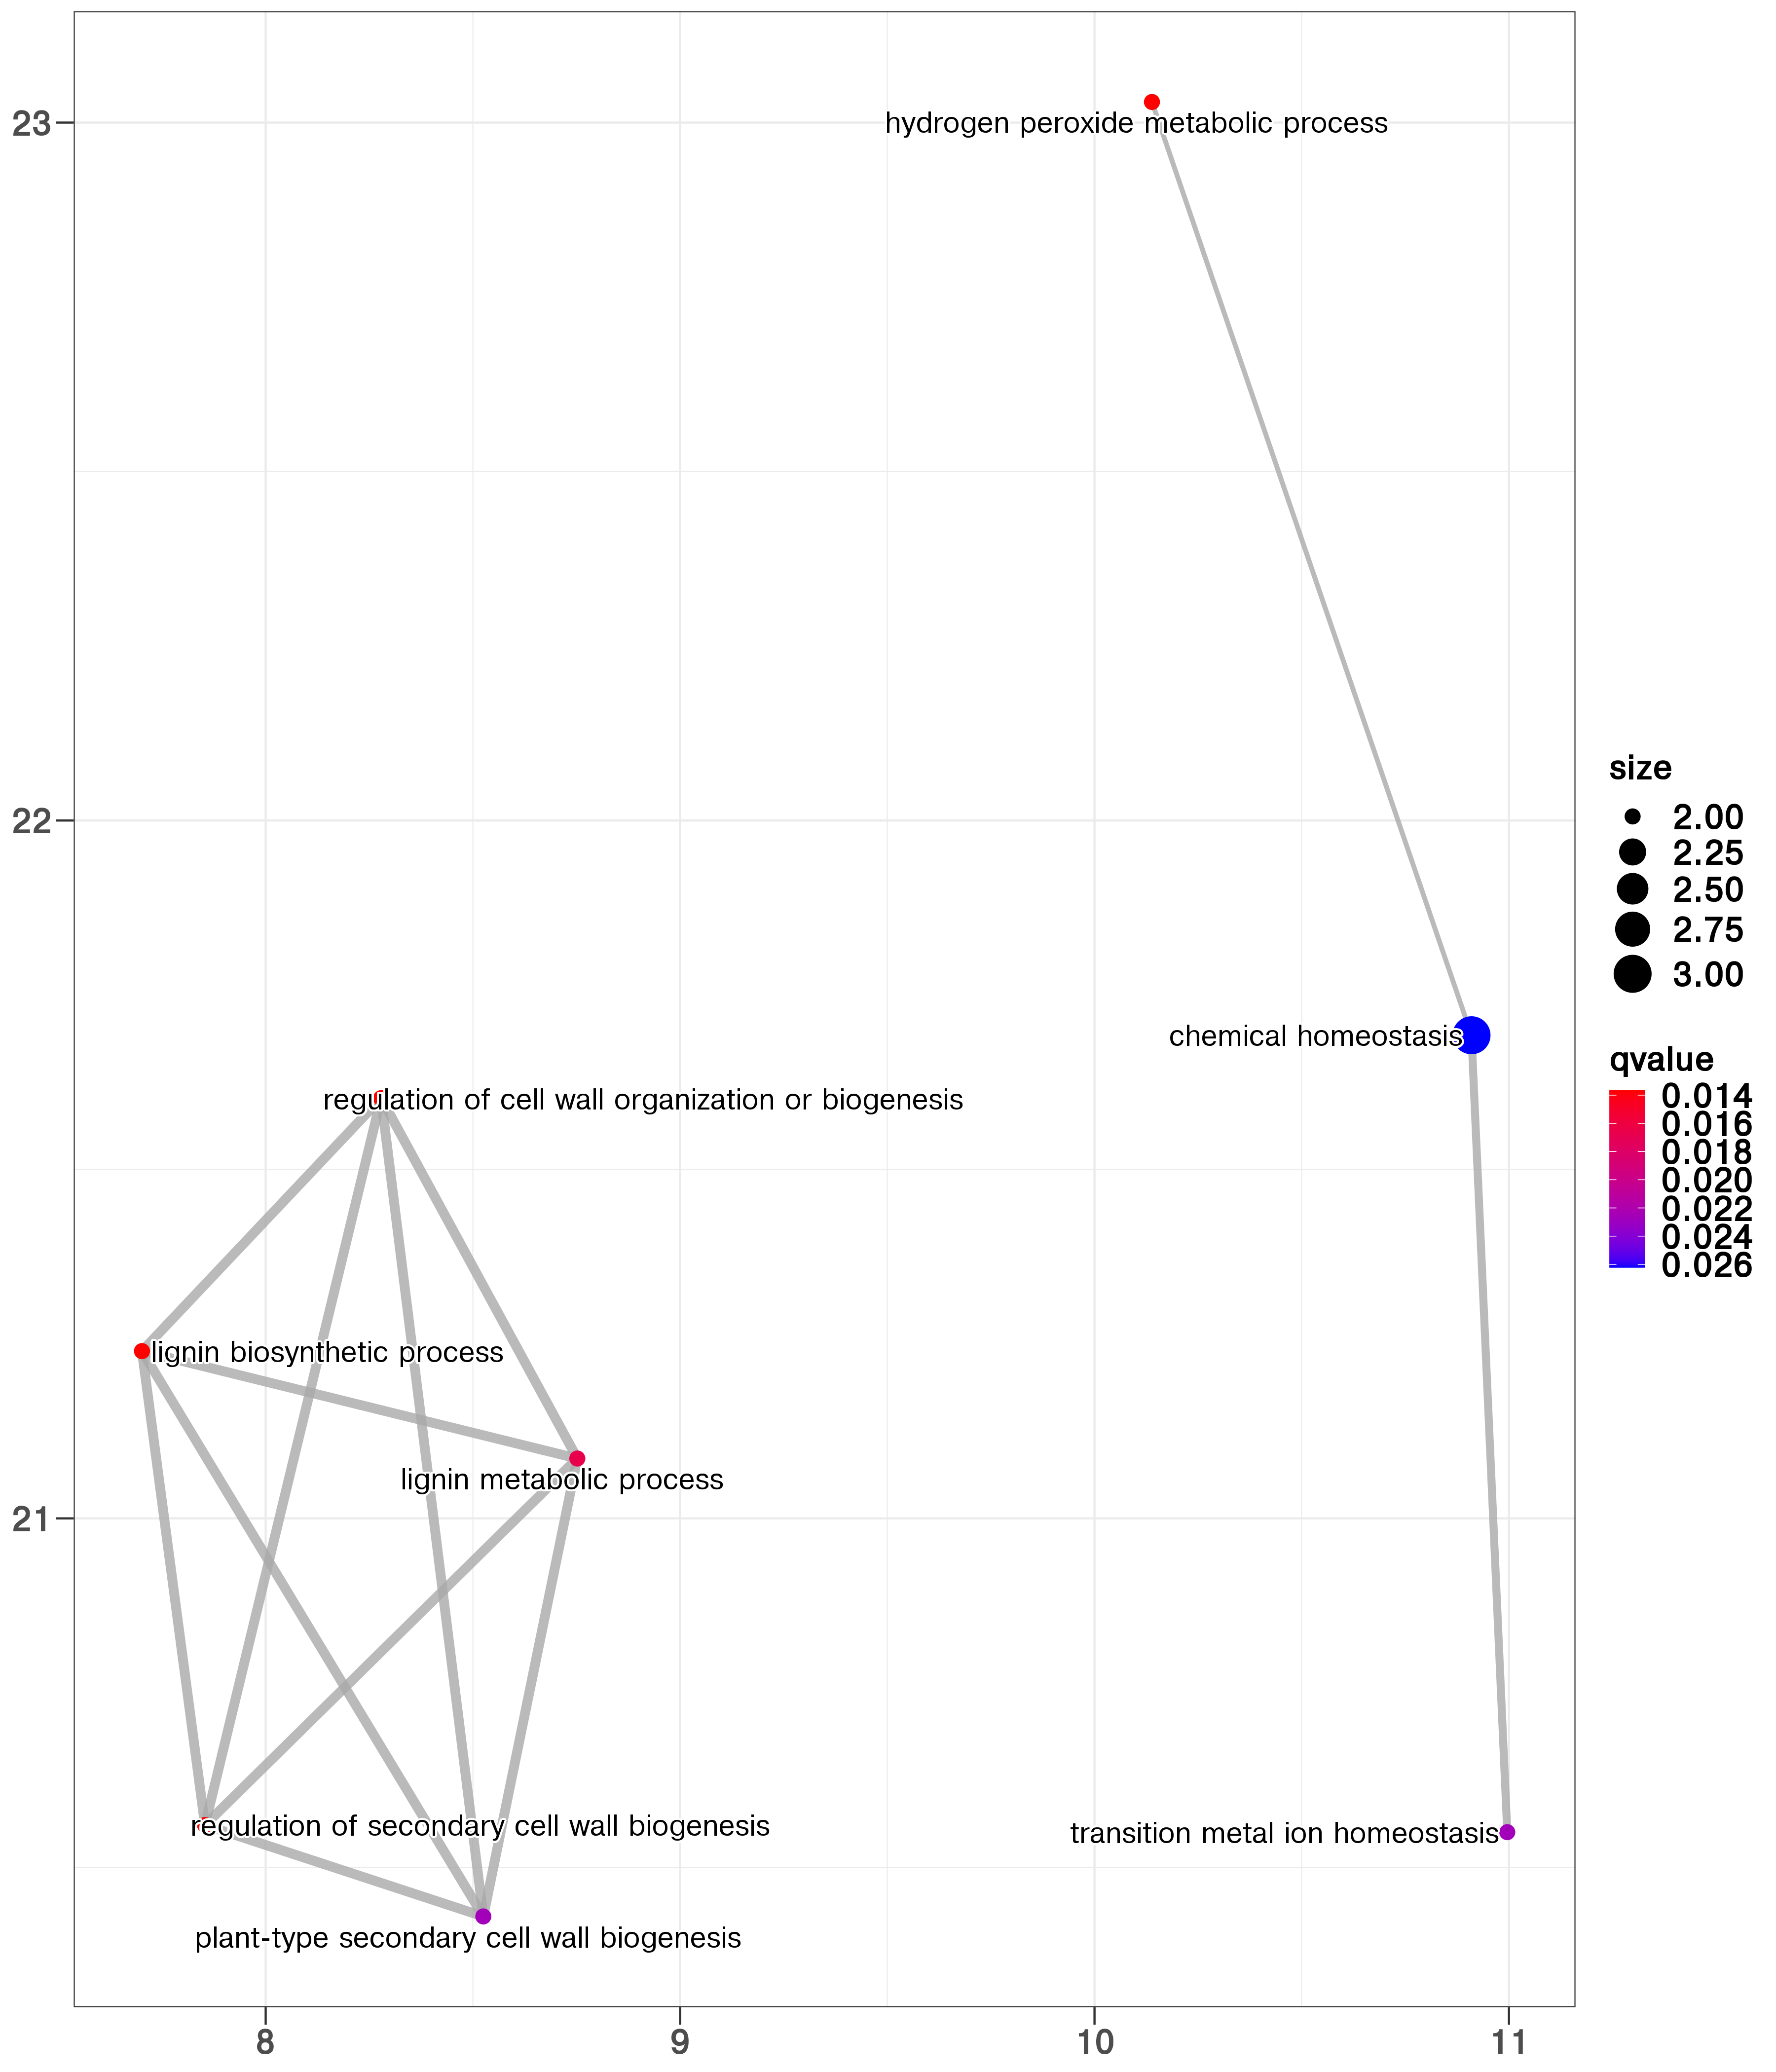 23
hydrogen peroxide metabolic process
22
size
2.00
2.25
2.50
2.75
3.00
chemical homeostasis
qvalue
0.014
0.016
0.018
0.020
0.022
0.024
0.026
regulation of cell wall organization or biogenesis
lignin biosynthetic process
lignin metabolic process
21
regulation of secondary cell wall biogenesis
transition metal ion homeostasis
plant-type secondary cell wall biogenesis
8
9
10
11